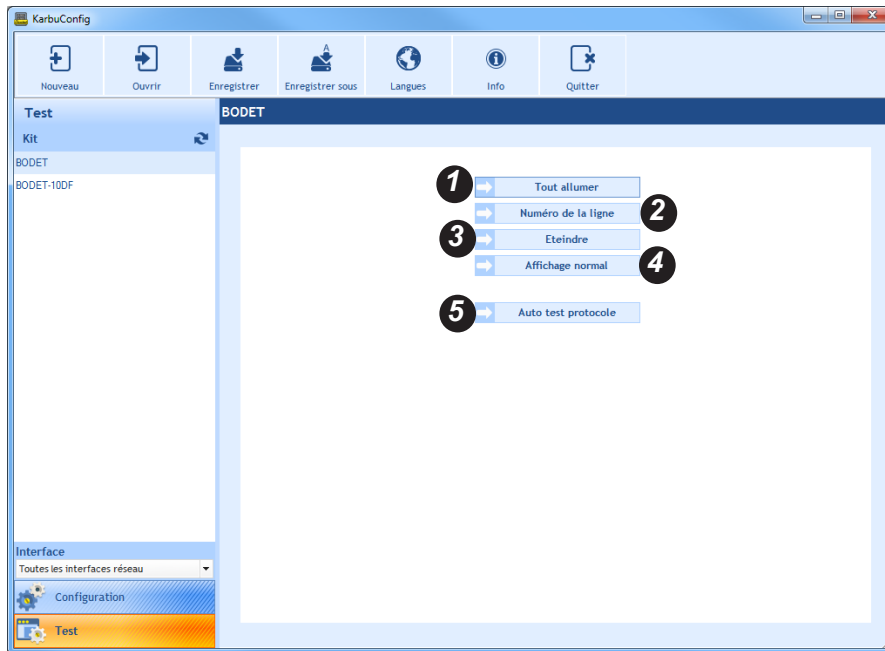 KarbuConfig
A
Nouveau Ouvrir Enregistrer Enregistrer sous Langues Info Quitter
Test
BODET
Kit
BODET
BODET-10DF
1 Tout allumer
Numéro de la ligne 2
3 Eteindre
Affichage normal 4
5 Auto test protocole
Interface
Toutes les interfaces réseau
Configuration
Test